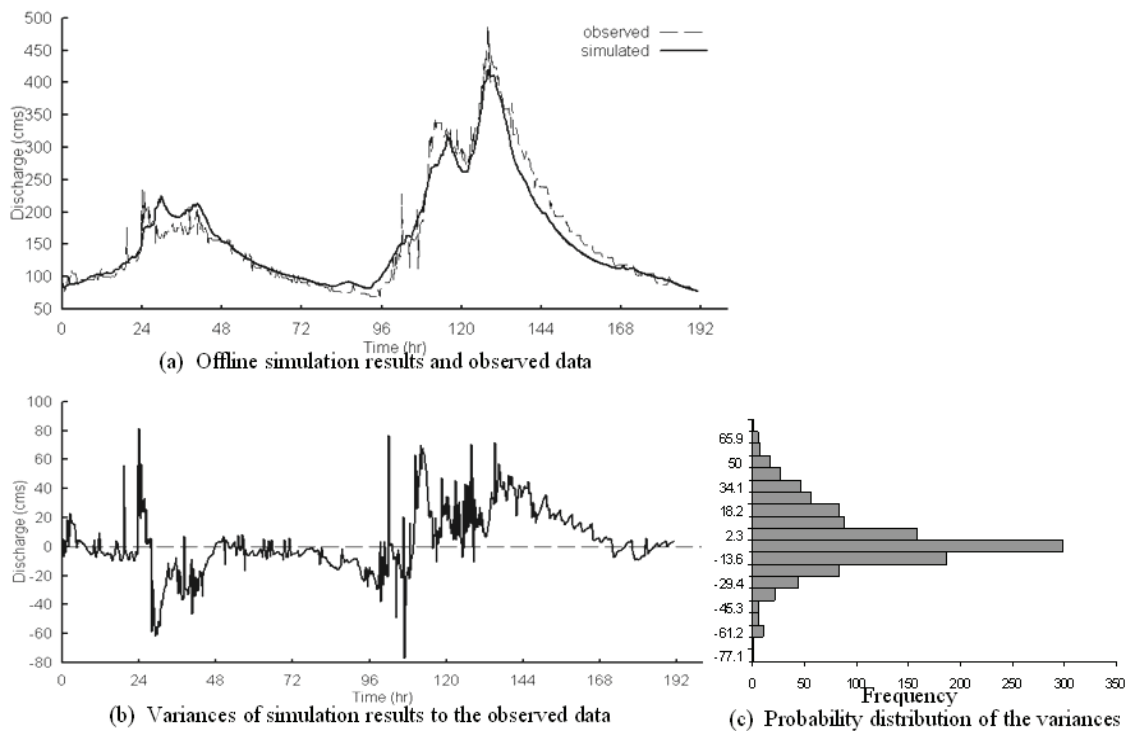 500
450
400
350
300
250
200
150
100
50
Discharge (cms)
observed
simulated
0 24 48 72 96 120 144 168 192
Time (hr)
(a) Offline simulation results and observed data
100
80
60
40
20
0
-20
-40
-60
-80
Discharge (cms)
0 24 48 72 96 120 144 168 192
Time (hr)
(b) Variances of simulation results to the observed data
65.9
50
34.1
18.2
2.3
-13.6
-29.4
-45.3
-61.2
-77.1
0 50 100 150 200 250 300 350
Frequency
(c) Probability distribution of the variances